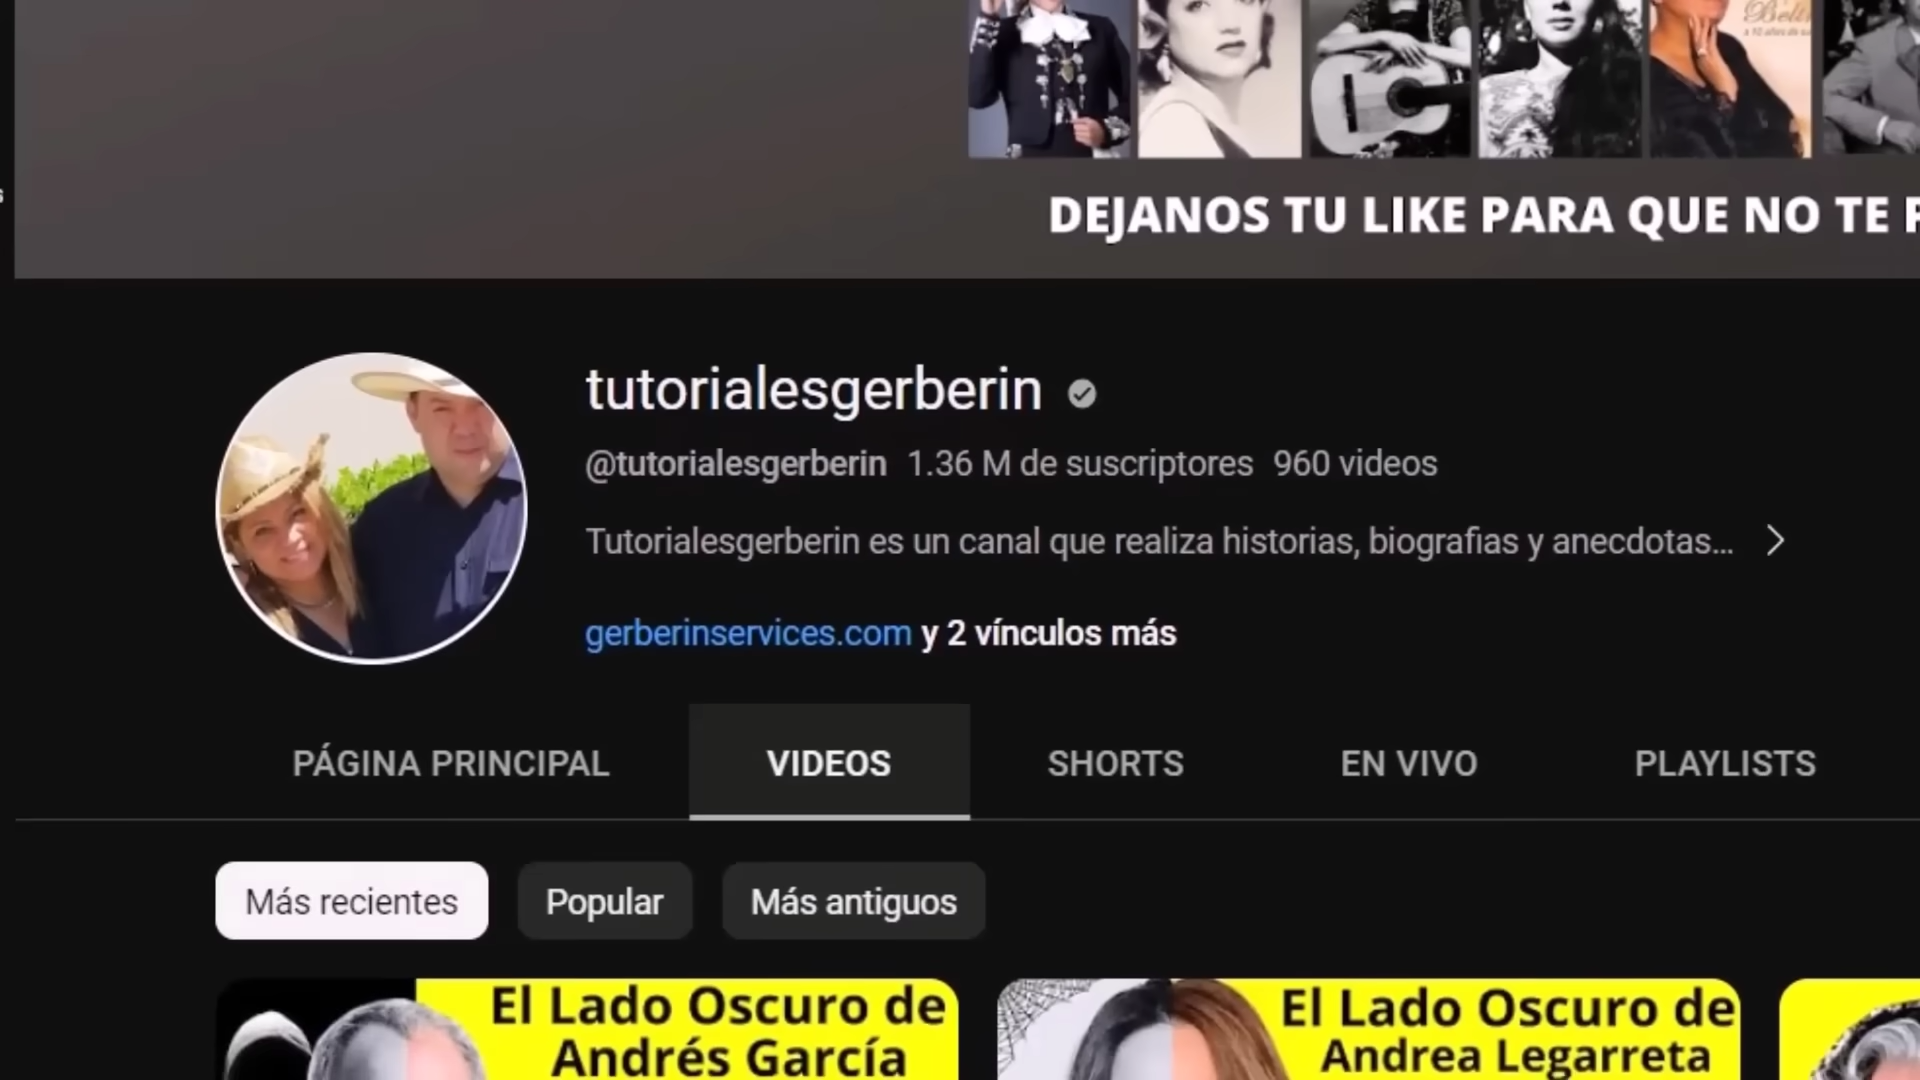 DEJANOS TU LIKE PARA QUE NO TE
tutorialesgerberin
@tutorialesgerberin 1.36 M de suscriptores 960 videos
Tutorialesgerberin es un canal que realiza historias, biografias y anecdotas...
gerberinservices.com y 2 vínculos más
PÁGINA PRINCIPAL VIDEOS SHORTS EN VIVO PLAYLISTS
Más recientes Popular Más antiguos
El Lado Oscuro de
Andrés García
El Lado Oscuro de
Andrea Legarreta